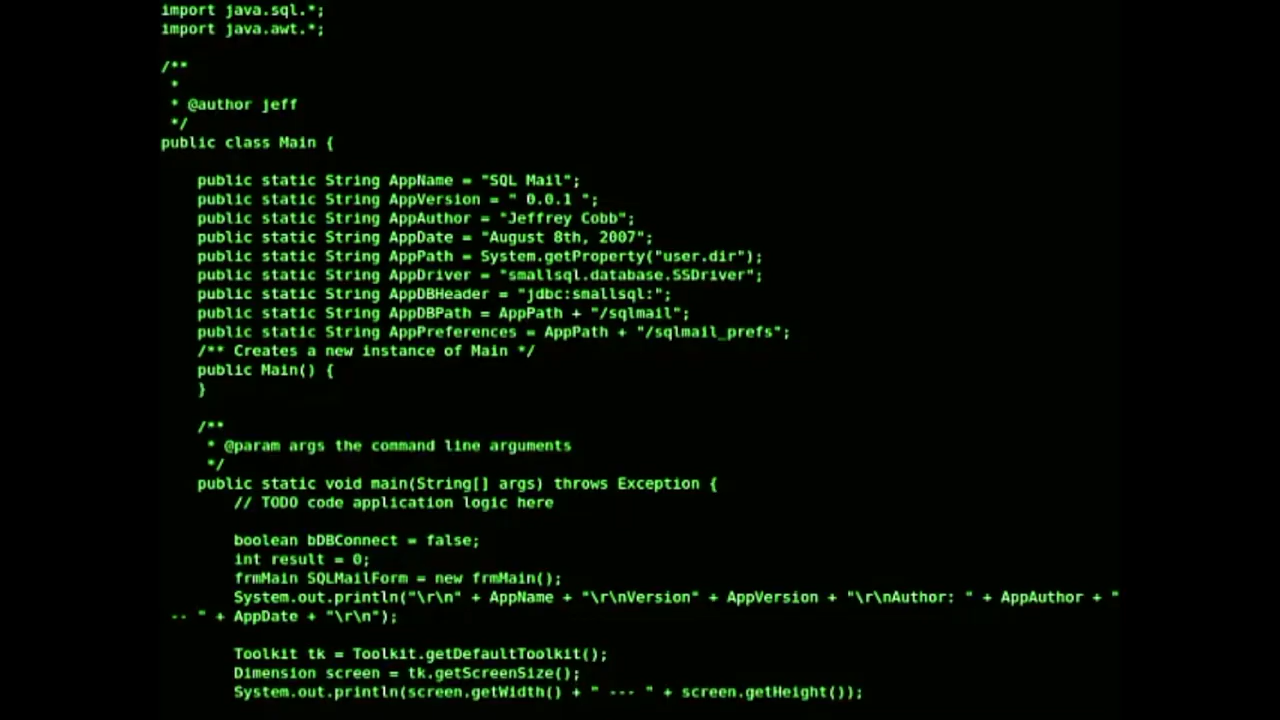 import java.sql.*;
import java.awt.*;
/**
 *
 * @author jeff
 */
public class Main {
    public static String AppName = "SQL Mail";
    public static String AppVersion = " 0.0.1 ";
    public static String AppAuthor = "Jeffrey Cobb";
    public static String AppDate = "August 8th, 2007";
    public static String AppPath = System.getProperty("user.dir");
    public static String AppDriver = "smallsql.database.SSDriver";
    public static String AppDBHeader = "jdbc:smallsql:";
    public static String AppDBPath = AppPath + "/sqlmail";
    public static String AppPreferences = AppPath + "/sqlmail_prefs";
    /** Creates a new instance of Main */
    public Main() {
    }
    /**
     * @param args the command line arguments
     */
    public static void main(String[] args) throws Exception {
        // TODO code application logic here
        boolean bDBConnect = false;
        int result = 0;
        frmMain SQLMailForm = new frmMain();
        System.out.println("\r\n" + AppName + "\r\nVersion" + AppVersion + "\r\nAuthor: " + AppAuthor + "
 -- " + AppDate + "\r\n");
        Toolkit tk = Toolkit.getDefaultToolkit();
        Dimension screen = tk.getScreenSize();
        System.out.println(screen.getWidth() + " --- " + screen.getHeight());